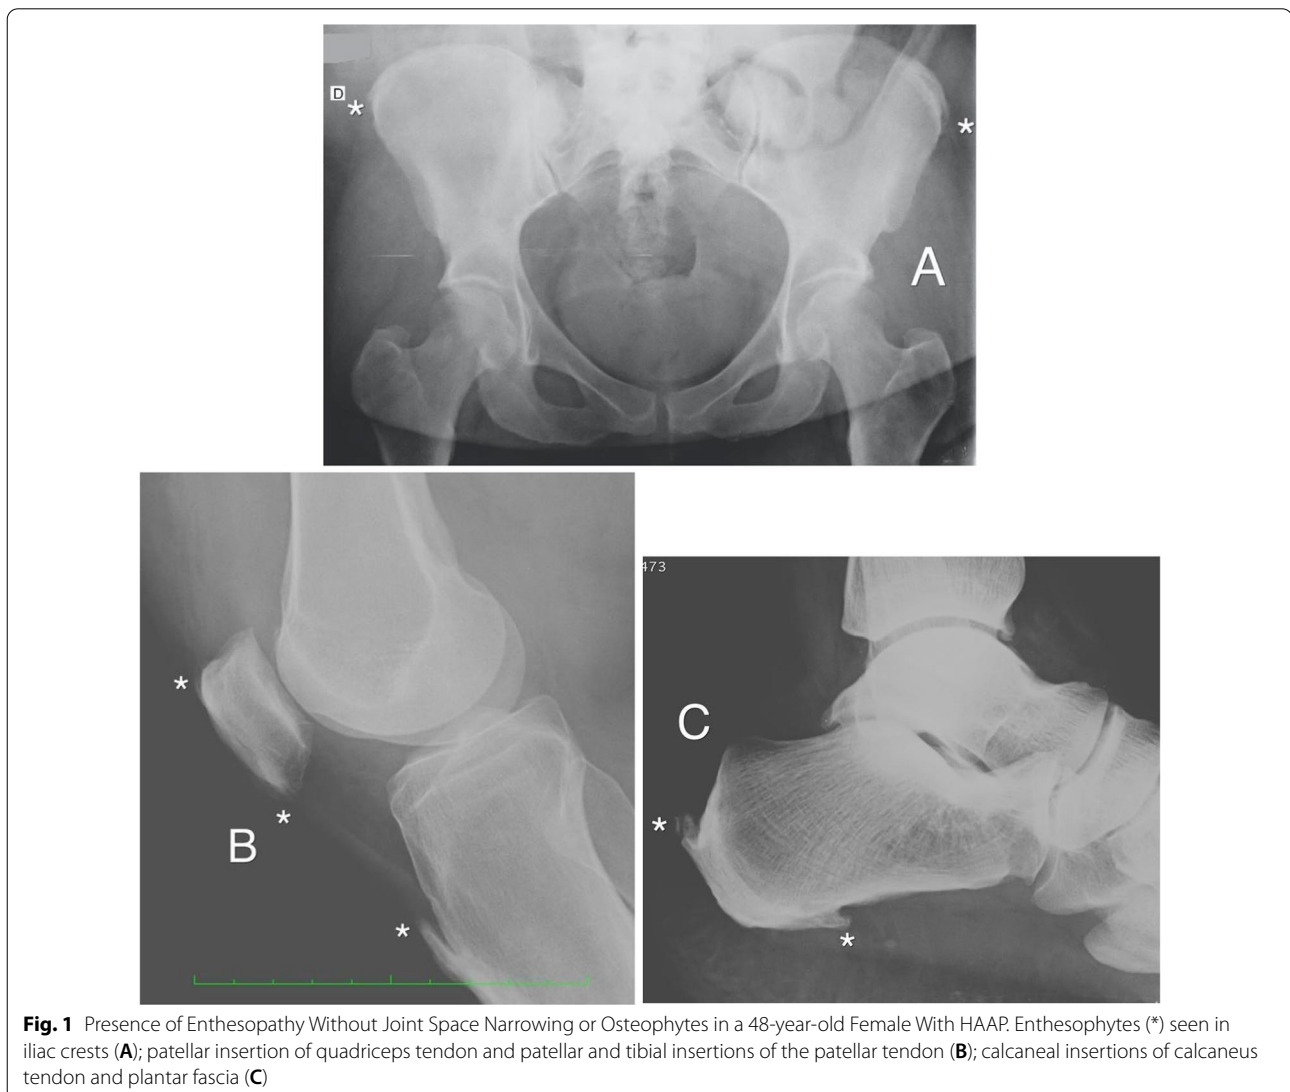 D
*
*
A
*
B
*
*
473
C
*
*
Fig. 1 Presence of Enthesopathy Without Joint Space Narrowing or Osteophytes in a 48-year-old Female With HAAP. Enthesophytes (*) seen in
iliac crests (A); patellar insertion of quadriceps tendon and patellar and tibial insertions of the patellar tendon (B); calcaneal insertions of calcaneus
tendon and plantar fascia (C)